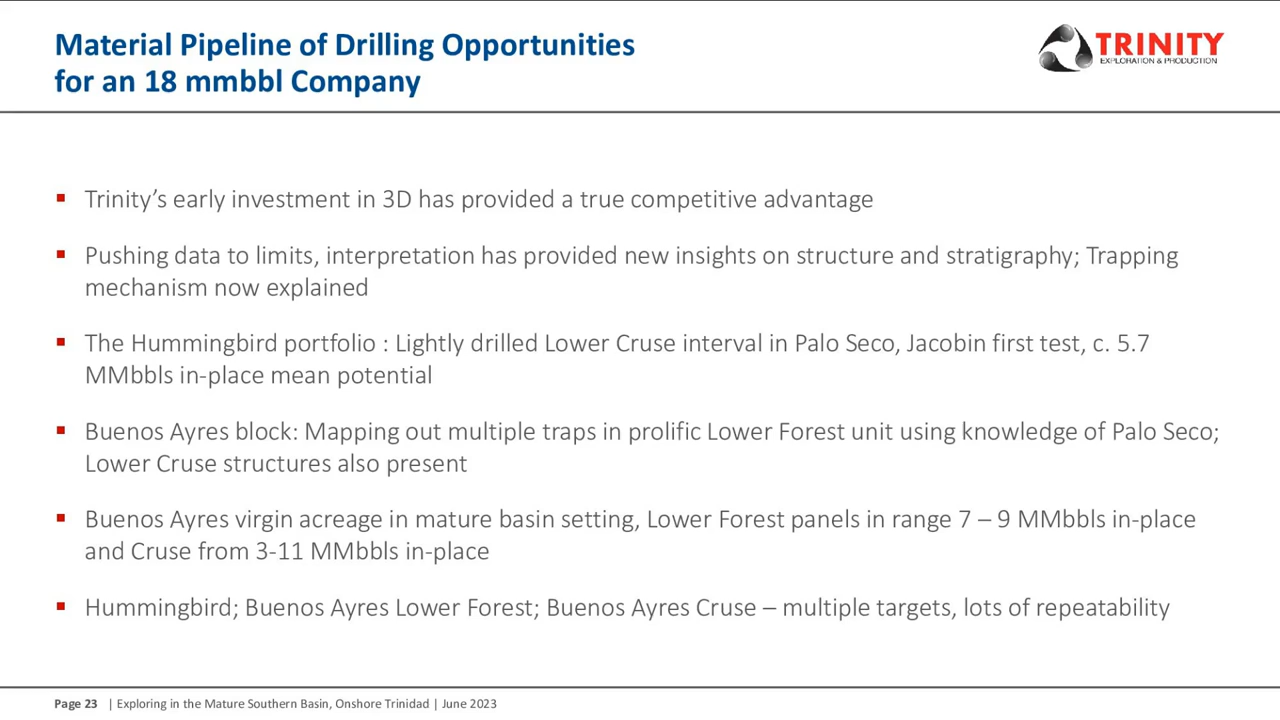 Material Pipeline of Drilling Opportunities
for an 18 mmbbl Company
TRINITY
EXPLORATION & PRODUCTION
▪ Trinity’s early investment in 3D has provided a true competitive advantage
▪ Pushing data to limits, interpretation has provided new insights on structure and stratigraphy; Trapping
mechanism now explained
▪ The Hummingbird portfolio : Lightly drilled Lower Cruse interval in Palo Seco, Jacobin first test, c. 5.7
MMbbls in-place mean potential
▪ Buenos Ayres block: Mapping out multiple traps in prolific Lower Forest unit using knowledge of Palo Seco;
Lower Cruse structures also present
▪ Buenos Ayres virgin acreage in mature basin setting, Lower Forest panels in range 7 – 9 MMbbls in-place
and Cruse from 3-11 MMbbls in-place
▪ Hummingbird; Buenos Ayres Lower Forest; Buenos Ayres Cruse – multiple targets, lots of repeatability
Page 23 | Exploring in the Mature Southern Basin, Onshore Trinidad | June 2023